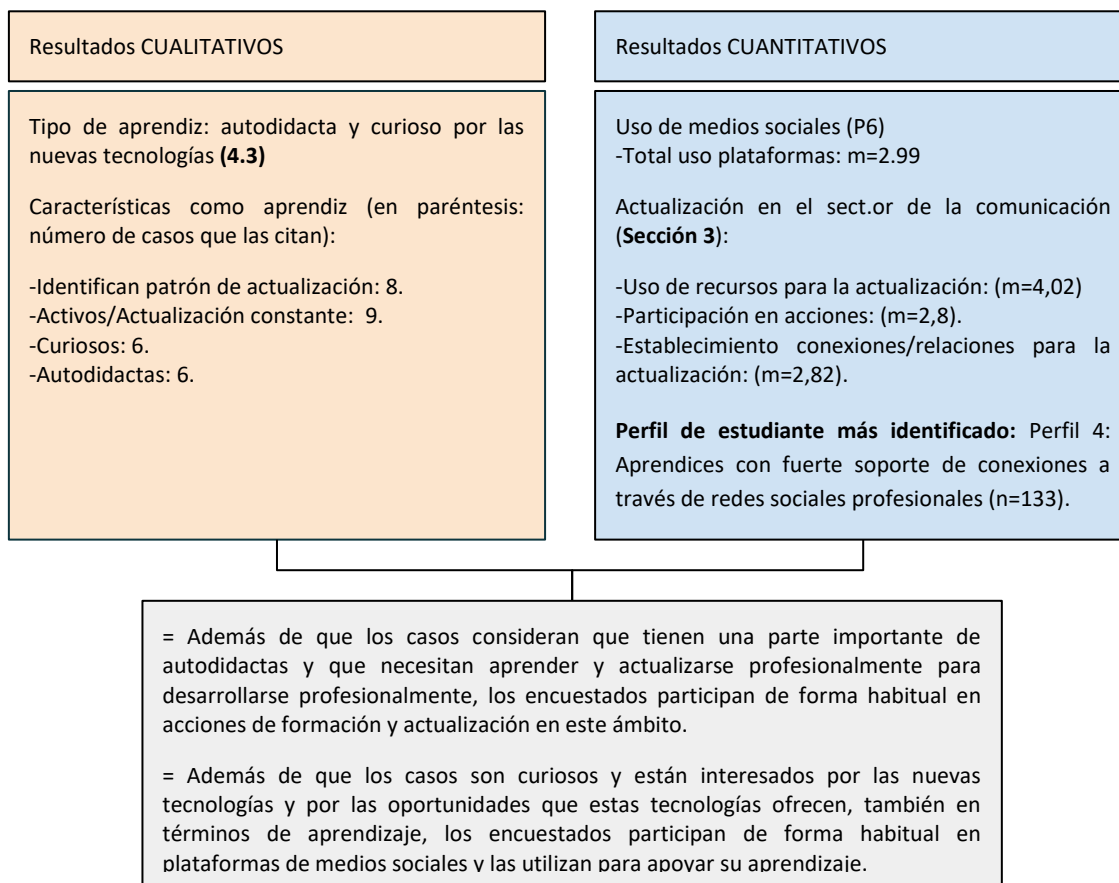 Resultados CUALITATIVOS
Tipo de aprendiz: autodidacta y curioso por las
nuevas tecnologías (4.3)
Características como aprendiz (en paréntesis:
número de casos que las citan):
-Identifican patrón de actualización: 8.
-Activos/Actualización constante:  9.
-Curiosos: 6.
-Autodidactas: 6.
Resultados CUANTITATIVOS
Uso de medios sociales (P6)
-Total uso plataformas: m=2.99
Actualización en el sect.or de la comunicación
(Sección 3):
-Uso de recursos para la actualización: (m=4,02)
-Participación en acciones: (m=2,8).
-Establecimiento conexiones/relaciones para la
actualización: (m=2,82).
Perfil de estudiante más identificado: Perfil 4:
Aprendices con fuerte soporte de conexiones a
través de redes sociales profesionales (n=133).
= Además de que los casos consideran que tienen una parte importante de
autodidactas y que necesitan aprender y actualizarse profesionalmente para
desarrollarse profesionalmente, los encuestados participan de forma habitual en
acciones de formación y actualización en este ámbito.
= Además de que los casos son curiosos y están interesados por las nuevas
tecnologías y por las oportunidades que estas tecnologías ofrecen, también en
términos de aprendizaje, los encuestados participan de forma habitual en
plataformas de medios sociales y las utilizan para apoyar su aprendizaje.